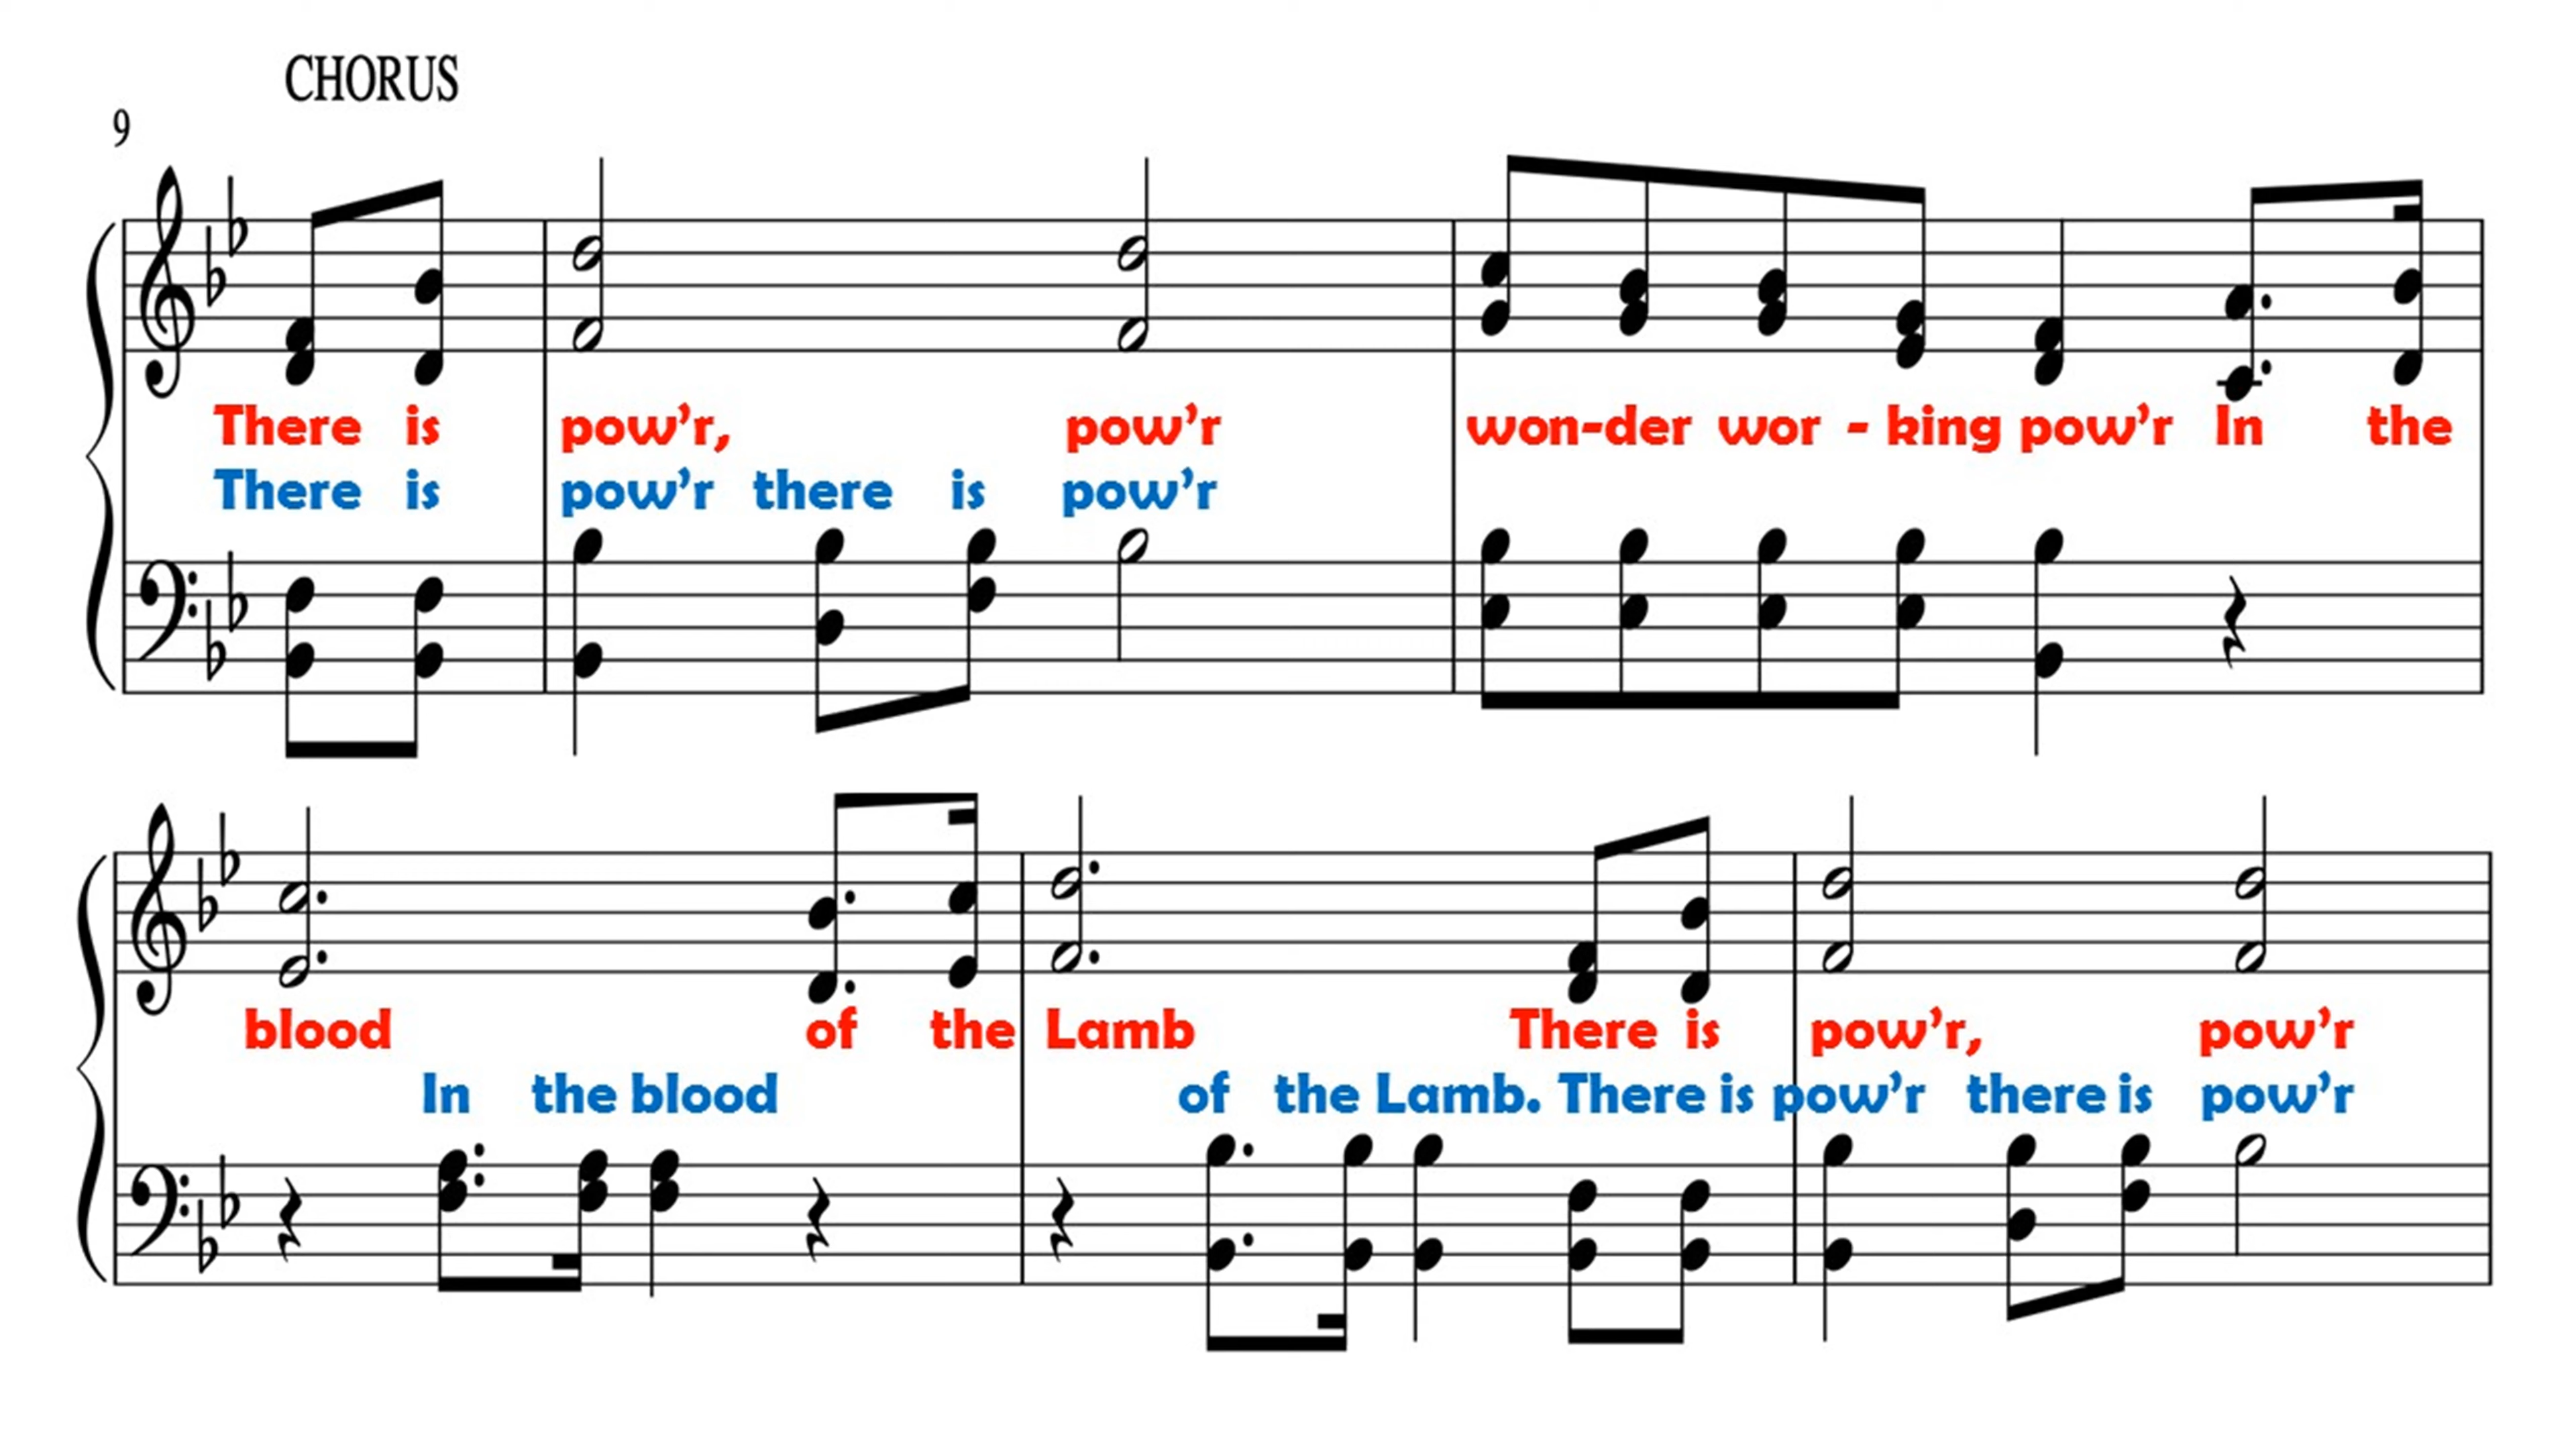 CHORUS
9
There is pow’r, pow’r won-der wor - king pow’r In the
There is pow’r there is pow’r
blood of the Lamb There is pow’r, pow’r
In the blood of the Lamb. There is pow’r there is pow’r